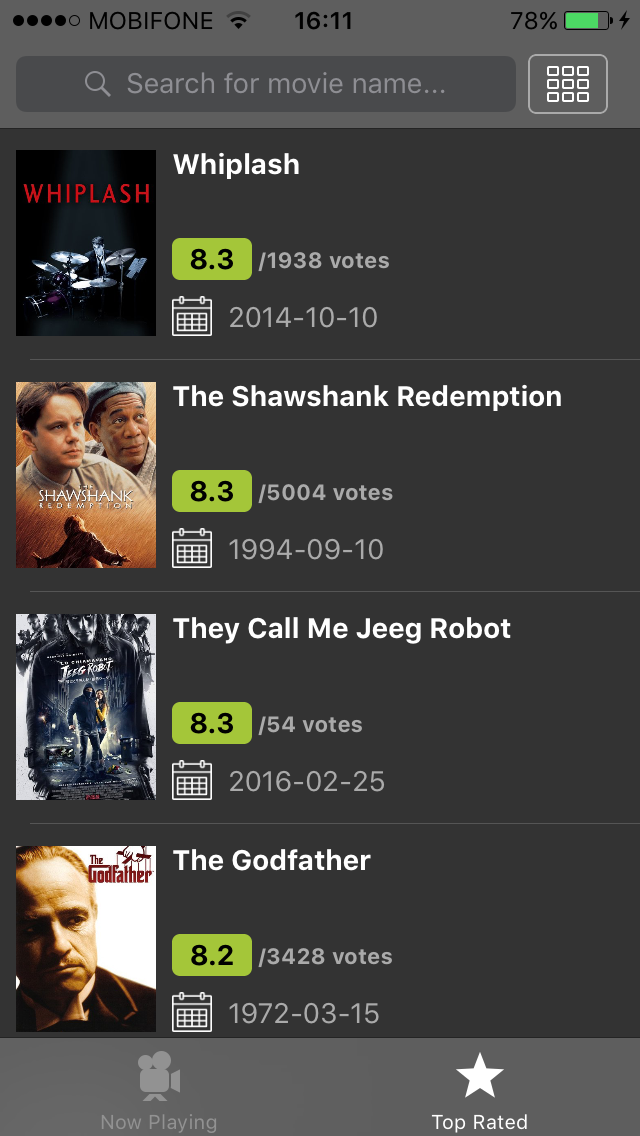 MOBIFONE 16:11 78%
Search for movie name...
WHIPLASH
Whiplash
8.3 /1938 votes
2014-10-10
THE
SHAWSHANK
REDEMPTION
The Shawshank Redemption
8.3 /5004 votes
1994-09-10
LO CHIAMAVANO
JEEG ROBOT
They Call Me Jeeg Robot
8.3 /54 votes
2016-02-25
The
Godfather
The Godfather
8.2 /3428 votes
1972-03-15
Now Playing
Top Rated